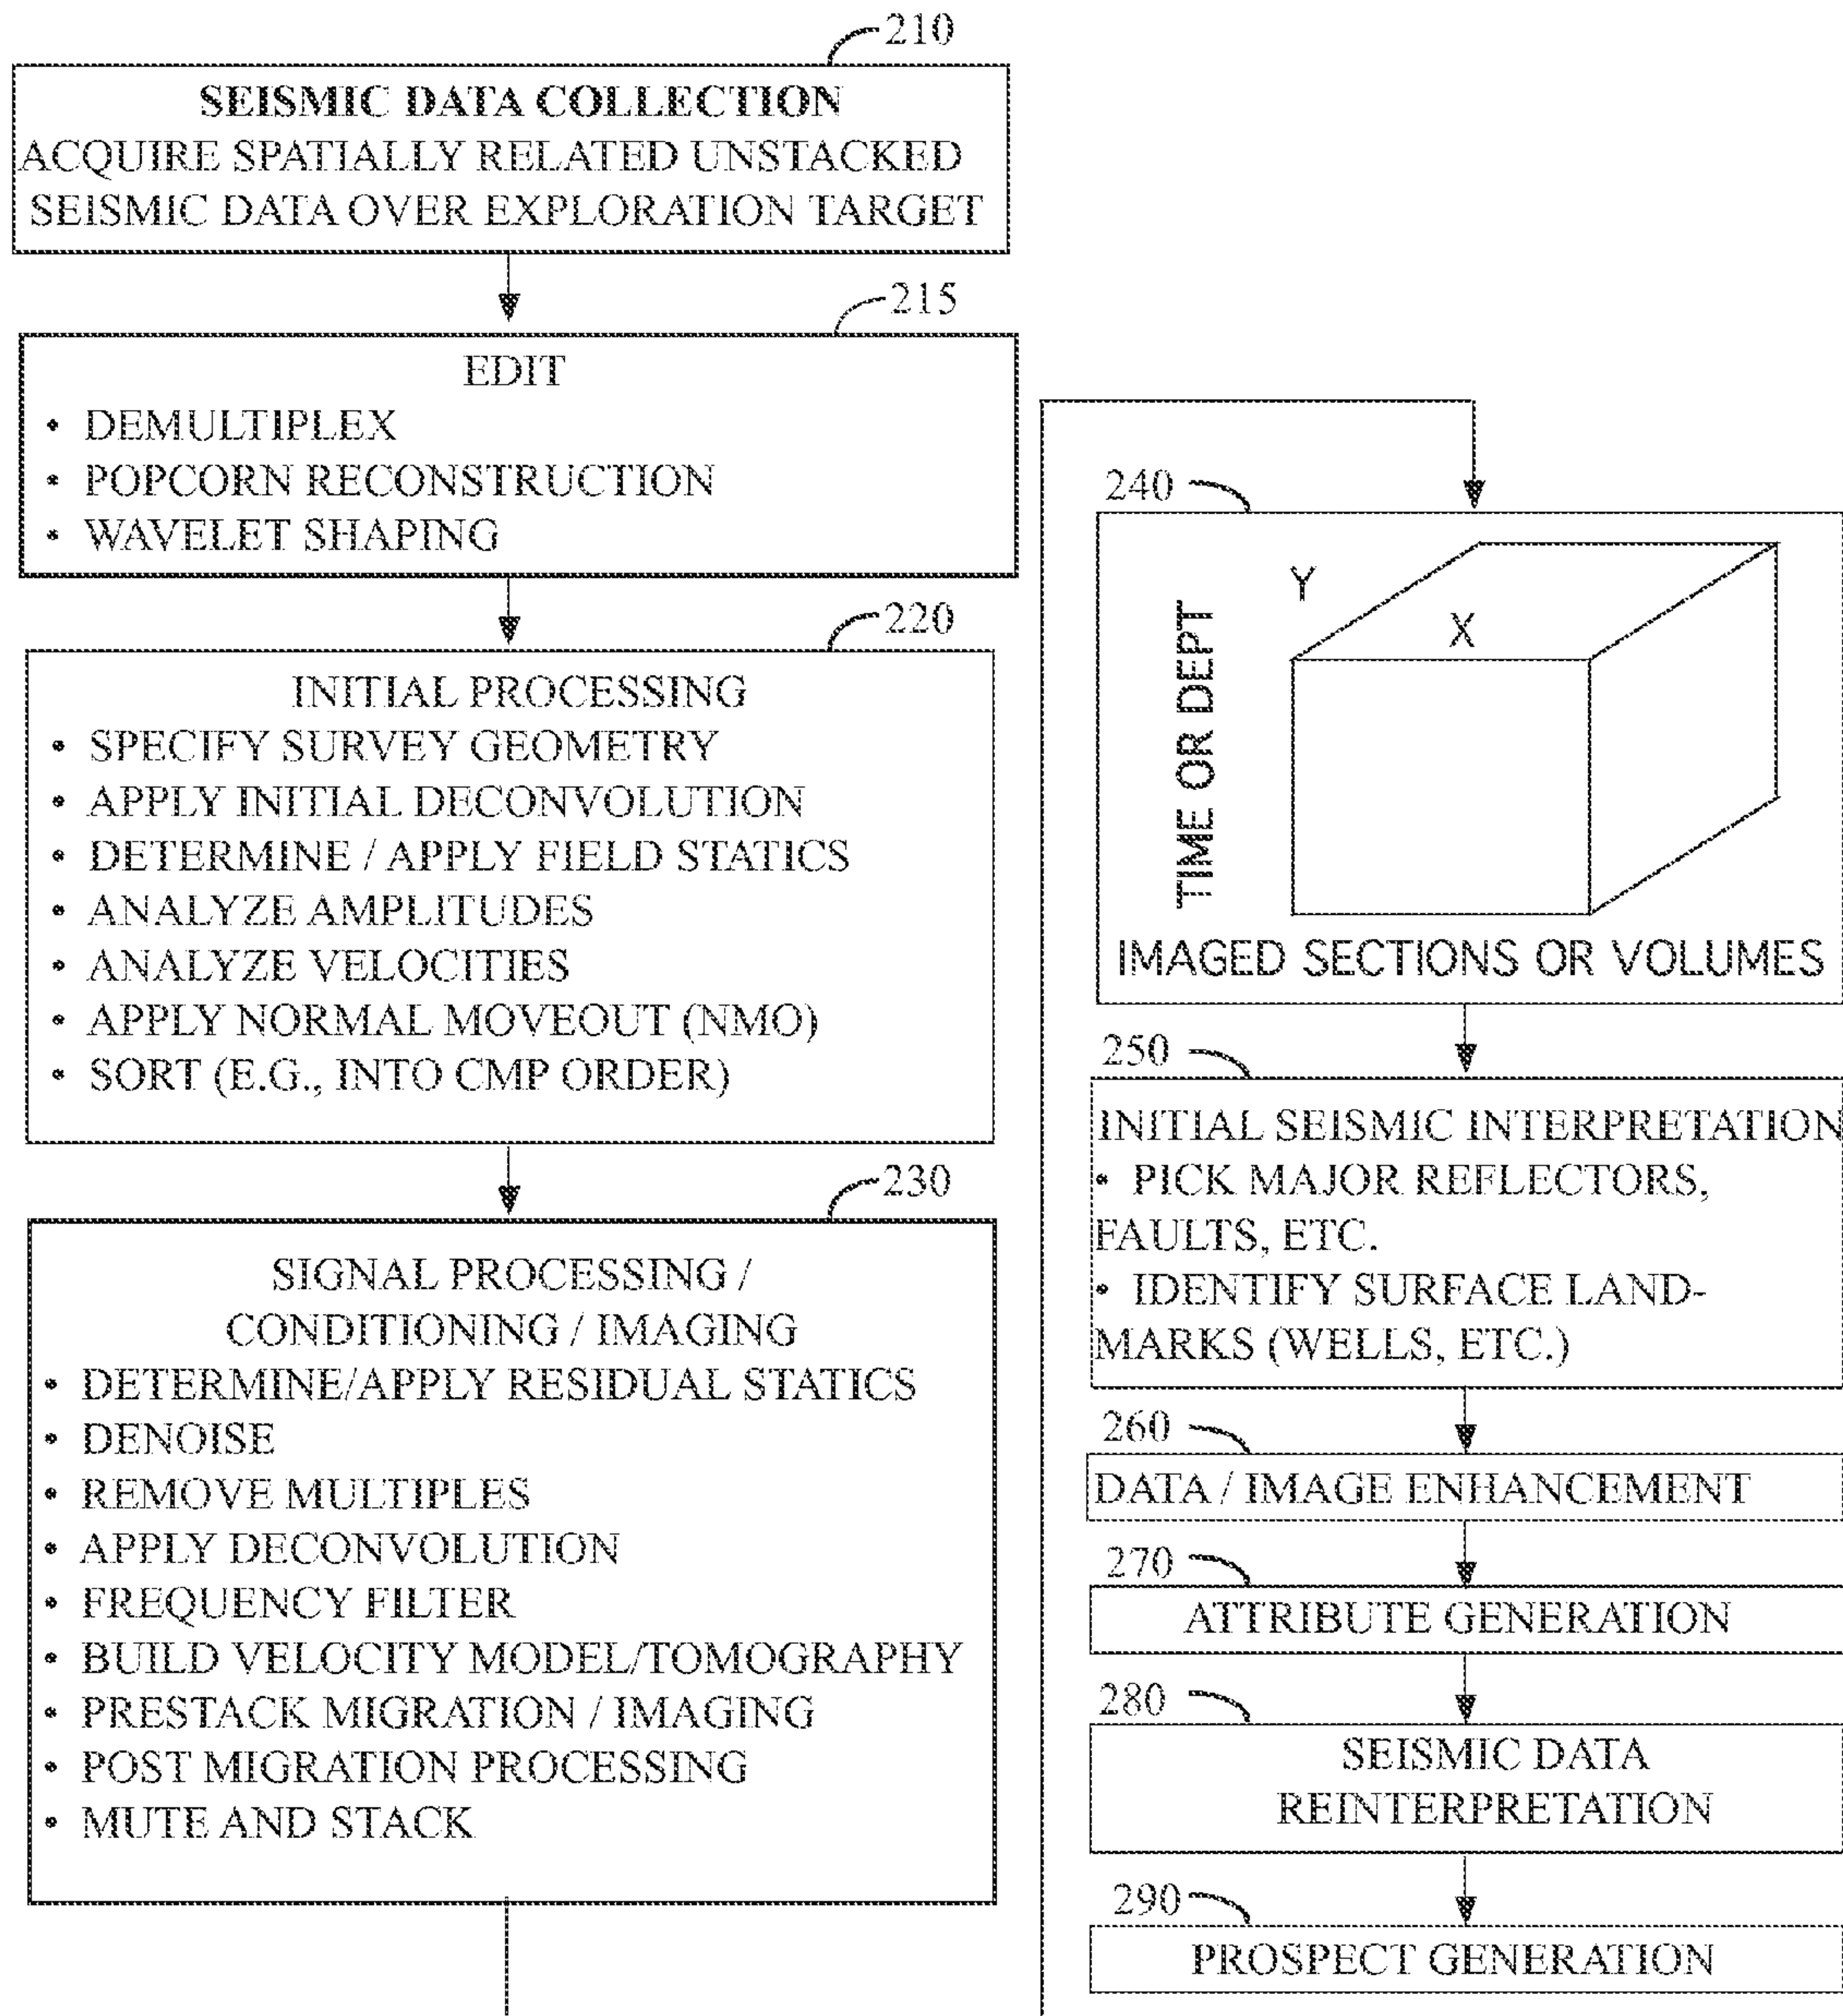 210
SEISMIC DATA COLLECTION
ACQUIRE SPATIALLY RELATED UNSTACKED
SEISMIC DATA OVER EXPLORATION TARGET
215
EDIT
• DEMULTIPLEX
• POPCORN RECONSTRUCTION
• WAVELET SHAPING
220
INITIAL PROCESSING
• SPECIFY SURVEY GEOMETRY
• APPLY INITIAL DECONVOLUTION
• DETERMINE / APPLY FIELD STATICS
• ANALYZE AMPLITUDES
• ANALYZE VELOCITIES
• APPLY NORMAL MOVEOUT (NMO)
• SORT (E.G., INTO CMP ORDER)
230
SIGNAL PROCESSING /
CONDITIONING / IMAGING
• DETERMINE/APPLY RESIDUAL STATICS
• DENOISE
• REMOVE MULTIPLES
• APPLY DECONVOLUTION
• FREQUENCY FILTER
• BUILD VELOCITY MODEL/TOMOGRAPHY
• PRESTACK MIGRATION / IMAGING
• POST MIGRATION PROCESSING
• MUTE AND STACK
240
Y
X
TIME OR DEPT
IMAGED SECTIONS OR VOLUMES
250
INITIAL SEISMIC INTERPRETATION
• PICK MAJOR REFLECTORS,
FAULTS, ETC.
• IDENTIFY SURFACE LAND-
MARKS (WELLS, ETC.)
260
DATA / IMAGE ENHANCEMENT
270
ATTRIBUTE GENERATION
280
SEISMIC DATA
REINTERPRETATION
290
PROSPECT GENERATION